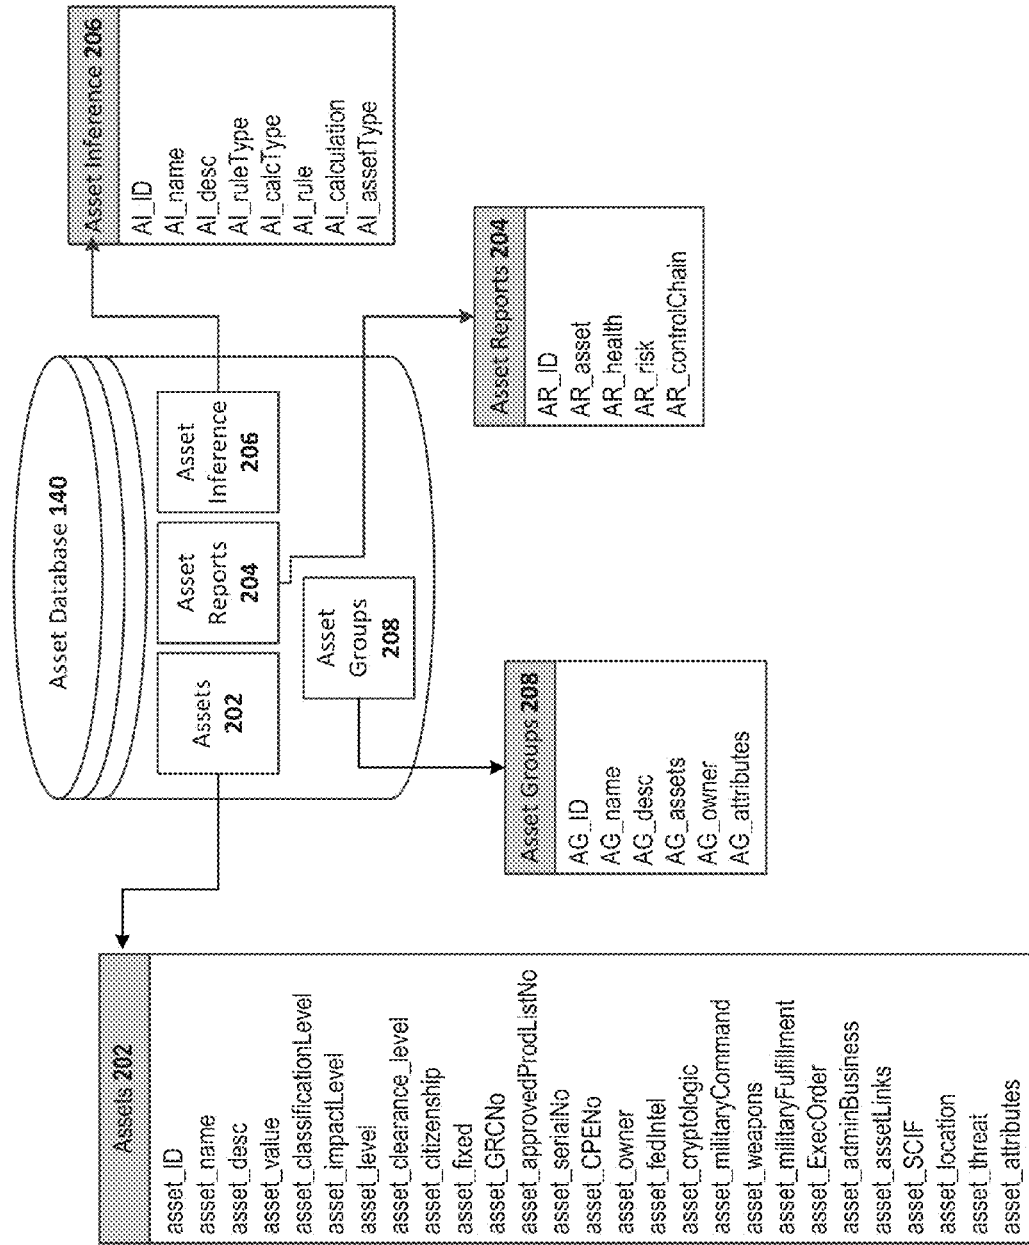 Asset Database 140
Assets
202
Asset
Reports
204
Asset
Inference
206
Asset
Groups
208
Assets 202
asset_ID
asset_name
asset_desc
asset_value
asset_classificationLevel
asset_impactLevel
asset_level
asset_clearance_level
asset_citizenship
asset_fixed
asset_GRCNo
asset_approvedProdListNo
asset_serialNo
asset_CPENo
asset_owner
asset_fedIntel
asset_cryptologic
asset_militaryCommand
asset_weapons
asset_militaryFulfillment
asset_ExecOrder
asset_adminBusiness
asset_assetLinks
asset_SCIF
asset_location
asset_threat
asset_attributes
Asset Groups 208
AG_ID
AG_name
AG_desc
AG_assets
AG_owner
AG_attributes
Asset Reports 204
AR_ID
AR_asset
AR_health
AR_risk
AR_controlChain
Asset Inference 206
AI_ID
AI_name
AI_desc
AI_ruleType
AI_calcType
AI_rule
AI_calculation
AI_assetType